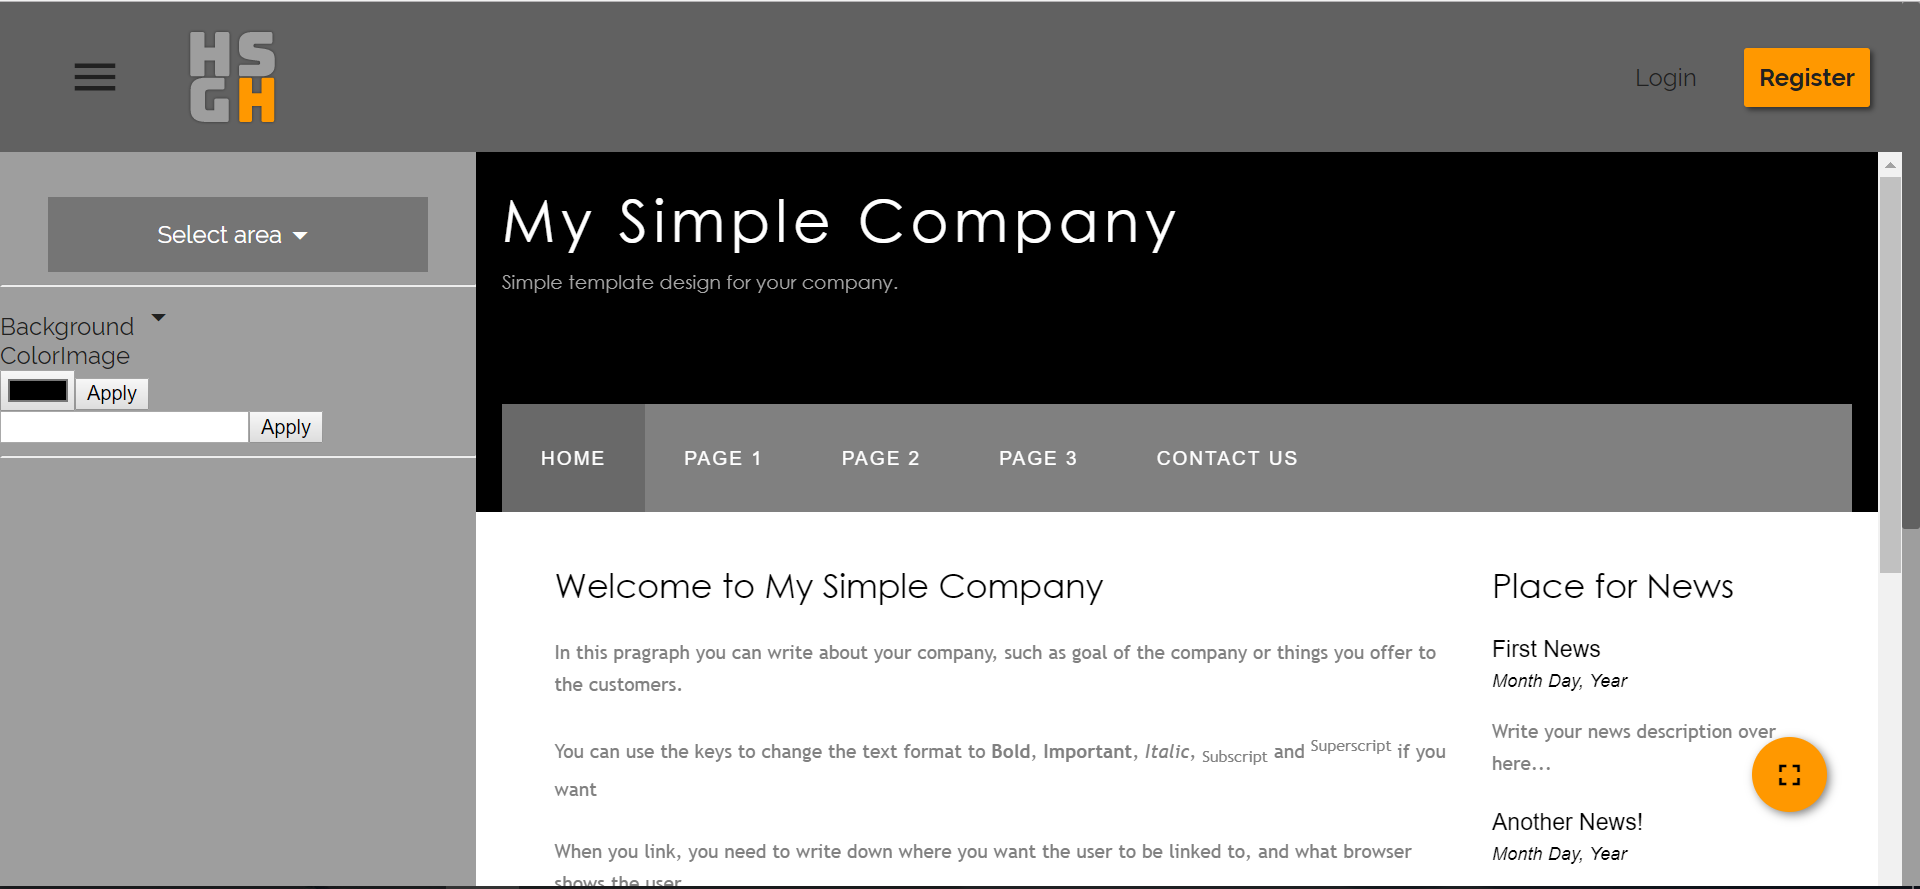 HS
GH
Login
Register
Select area
Background
ColorImage
Apply
Apply
My Simple Company
Simple template design for your company.
HOME PAGE 1 PAGE 2 PAGE 3 CONTACT US
Welcome to My Simple Company
In this pragraph you can write about your company, such as goal of the company or things you offer to
the customers.
You can use the keys to change the text format to Bold, Important, Italic, Subscript and Superscript if you
want
When you link, you need to write down where you want the user to be linked to, and what browser
shows the user
Place for News
First News
Month Day, Year
Write your news description over
here...
Another News!
Month Day, Year